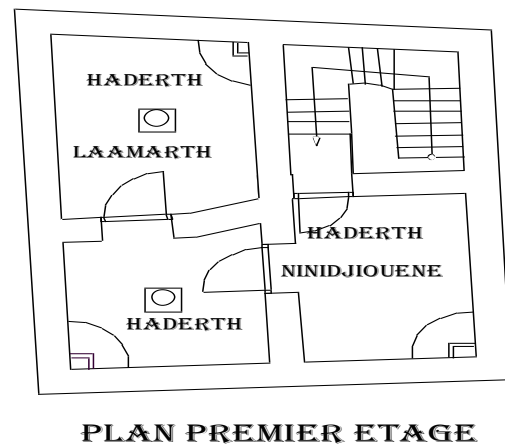 HADERTH
LAAMARTH
HADERTH
NINIDJIOUENE
HADERTH
PLAN PREMIER ETAGE